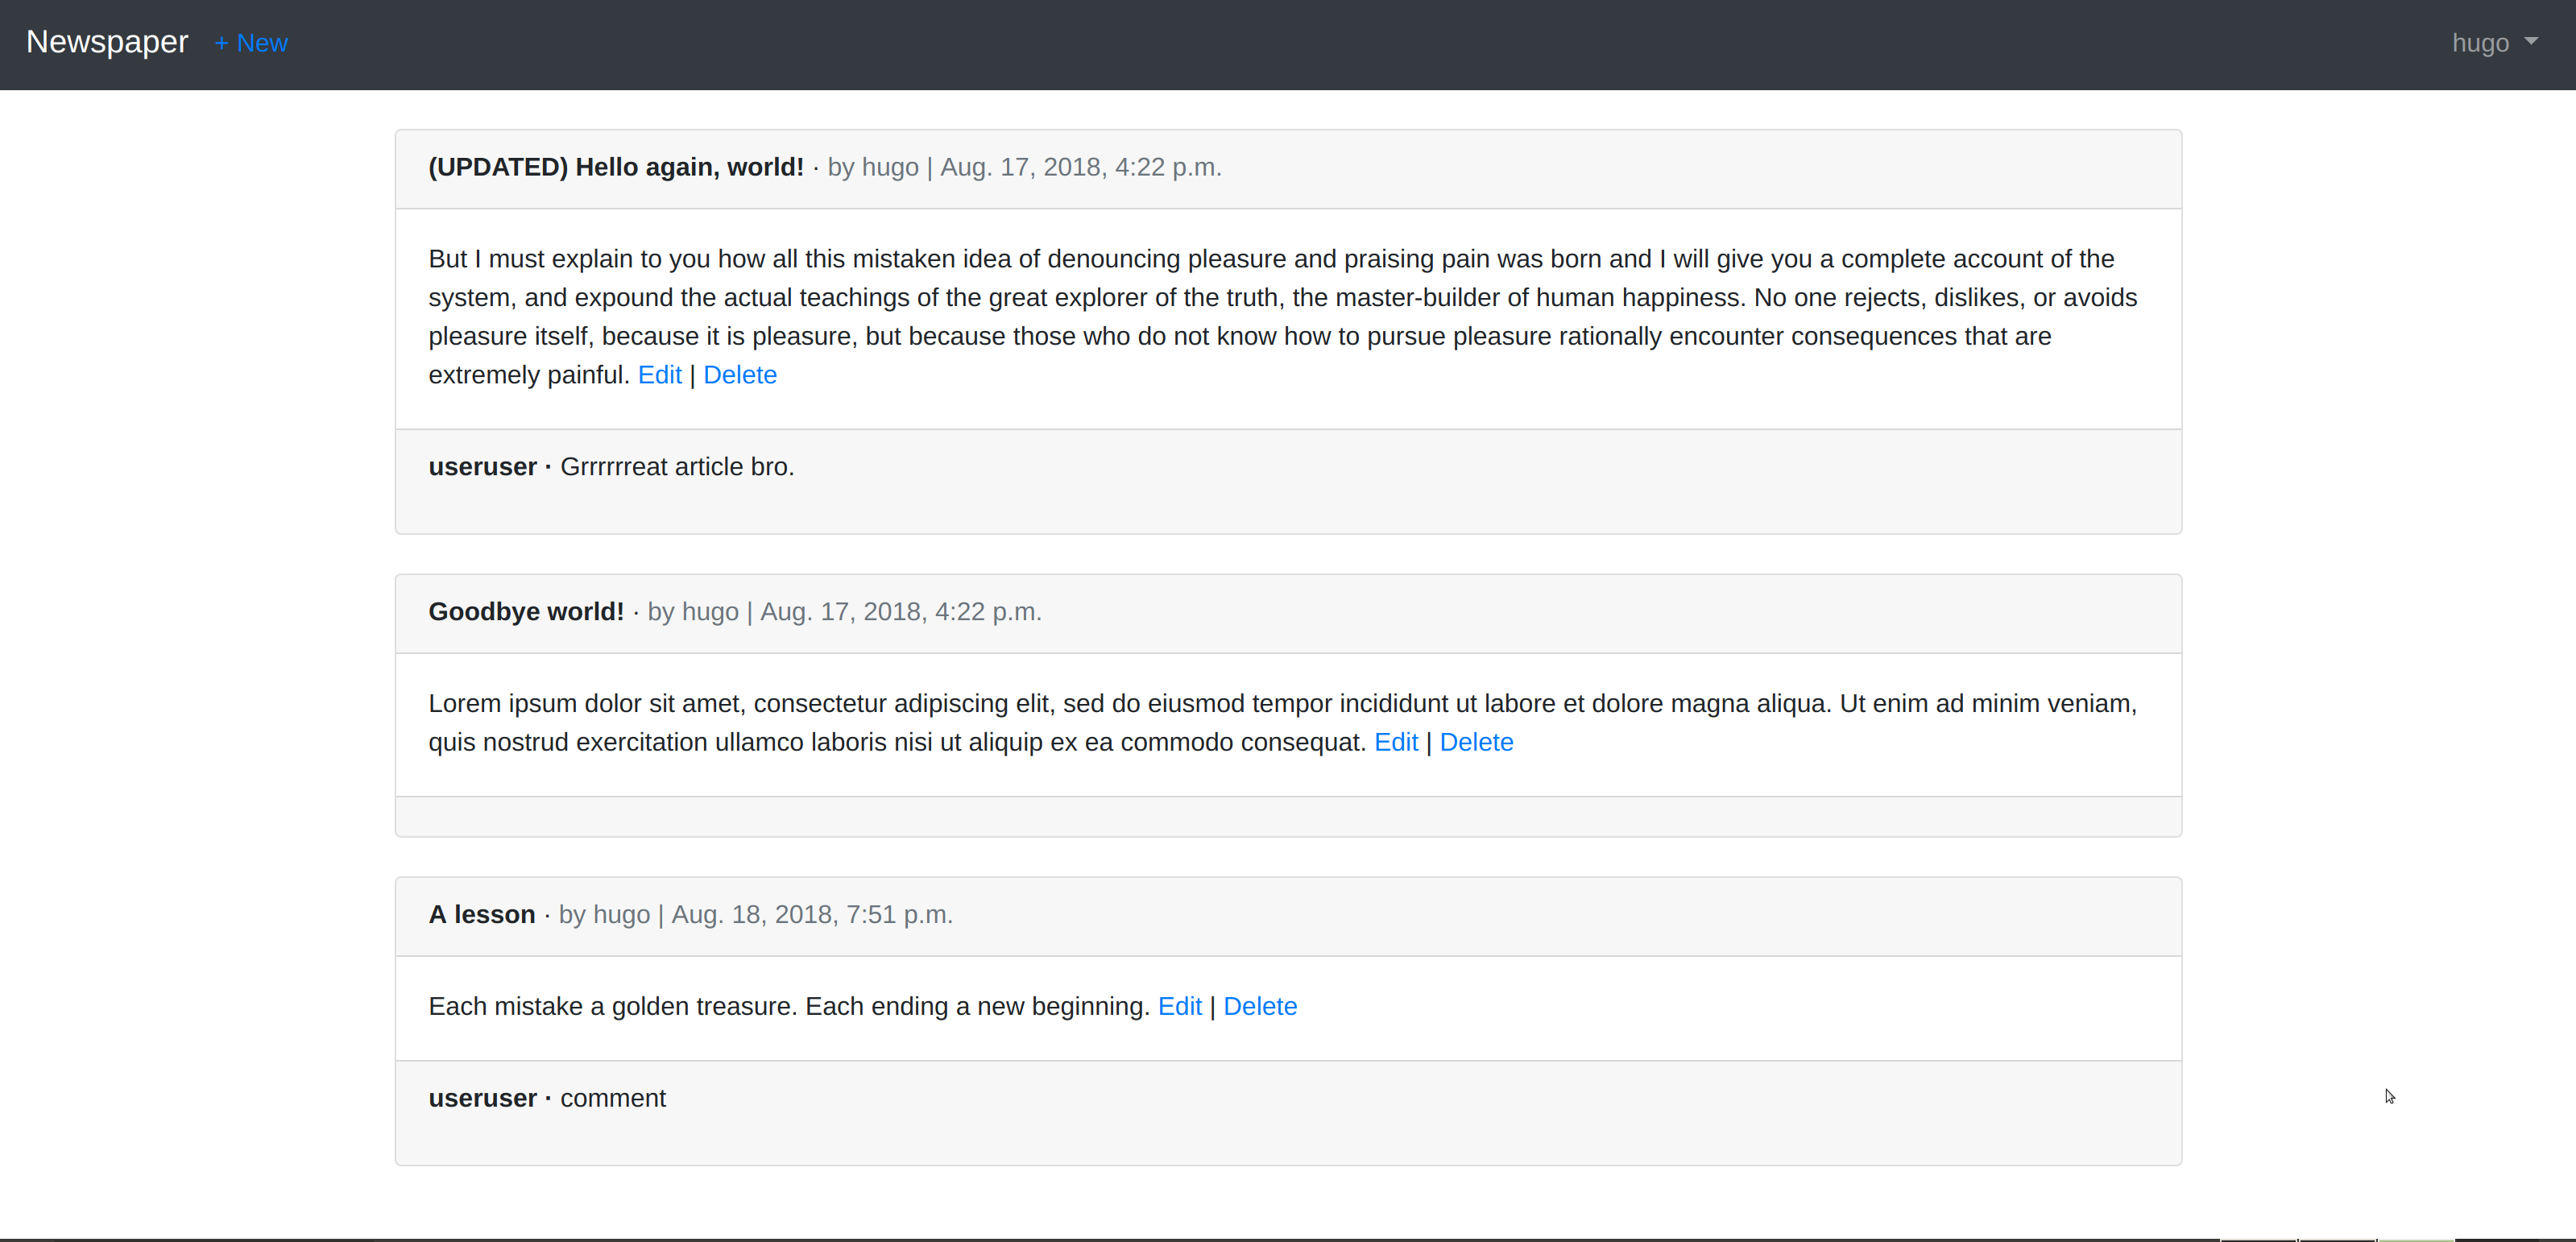 Newspaper + New hugo
(UPDATED) Hello again, world! · by hugo | Aug. 17, 2018, 4:22 p.m.
But I must explain to you how all this mistaken idea of denouncing pleasure and praising pain was born and I will give you a complete account of the
system, and expound the actual teachings of the great explorer of the truth, the master-builder of human happiness. No one rejects, dislikes, or avoids
pleasure itself, because it is pleasure, but because those who do not know how to pursue pleasure rationally encounter consequences that are
extremely painful. Edit | Delete
useruser · Grrrrrreat article bro.
Goodbye world! · by hugo | Aug. 17, 2018, 4:22 p.m.
Lorem ipsum dolor sit amet, consectetur adipiscing elit, sed do eiusmod tempor incididunt ut labore et dolore magna aliqua. Ut enim ad minim veniam,
quis nostrud exercitation ullamco laboris nisi ut aliquip ex ea commodo consequat. Edit | Delete
A lesson · by hugo | Aug. 18, 2018, 7:51 p.m.
Each mistake a golden treasure. Each ending a new beginning. Edit | Delete
useruser · comment